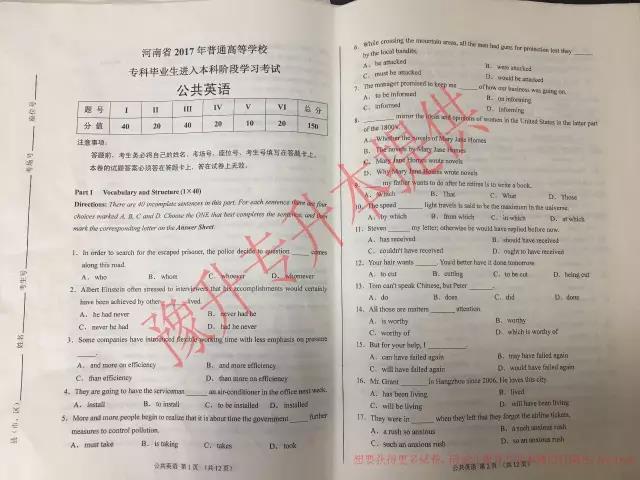 河南省 2017 年普通高等学校
专科毕业生进入本科阶段学习考试
公共英语
题 号 I II III IV V VI 总 分
分 值 40 20 40 20 10 20 150
注意事项:
答题前,考生务必将自己的姓名、考场号、座位号、考生号填写在答题卡上。
本卷的试题答案必须答在答题卡上,答在试卷上无效。
Part I Vocabulary and Structure (1×40)
Directions: There are 40 incomplete sentences in this part. For each sentence there are four
choices marked A, B, C and D. Choose the ONE that best completes the sentence, and then
mark the corresponding letter on the Answer Sheet.
1. In order to search for the escaped prisoner, the police decide to question ______ comes
along this road.
A. who B. whom C. whoever D. whomever
2. Albert Einstein often stressed to interviewers that his accomplishments would certainly
have been achieved by other ______ lived.
A. he had never B. never had he
C. never he had D. had he never
3. Some companies have introduced flexible working time with less emphasis on pressure
______.
A. and more on efficiency B. and more efficiency
C. than efficiency D. than more on efficiency
4. They are going to have the serviceman ______ an air-conditioner in the office next week.
A. install B. to install C. to be installed D. installed
5. More and more people begin to realize that it is about time the government ______ further
measures to control pollution.
A. must take B. is taking C. takes D. took
公共英语 第 1 页 (共 12 页)
6. While crossing the mountain areas, all the men had guns for protection lest they ______
by the local bandits.
A. be attacked B. were attacked
C. must be attacked D. would be attacked
7. The manager promised to keep me ______ of how our business was going on.
A. to be informed B. on informing
C. informed D. informing
8. ______ mirror the ideas and opinions of women in the United States in the latter part
of the 1800s.
A. Whether the novels of Mary Jane Homes
B. The novels by Mary Jane Homes
C. Mary Jane Homes wrote novels
D. Why Mary Jane Homes wrote novels
9. ______ my father wants to do after he retires is to write a book.
A. Which B. That C. What D. Those
10. The speed ______ light travels is said to be the maximum in the universe.
A. by which B. from which C. in which D. at which
11. Steven ______ my letter; otherwise he would have replied before now.
A. has received B. should have received
C. couldn't have received D. ought to have received
12. Your hair wants ______. You'd better have it done tomorrow.
A. to cut B. cutting C. to be cut D. being cut
13. Tom can't speak Chinese, but Peter ______.
A. do B. does C. did D. done
14. All those are matters ______ attention.
A. is worthy B. worthy
C. worthy of D. which is worthy of
15. But for your help, I ______.
A. can have failed again B. may have failed again
C. will have failed again D. would have failed again
16. Mr. Grant ______ in Hangzhou since 2006. He loves this city.
A. has been living B. lived
C. will be living D. will have been living
17. They were in ______ when they left that they forgot the airline tickets.
A. a rush so anxious B. a such anxious rush
C. such an anxious rush D. so an anxious rush
公共英语 第 2 页 (共 12 页)
座位号
考场号
考生号
姓名
豫升专升本提供